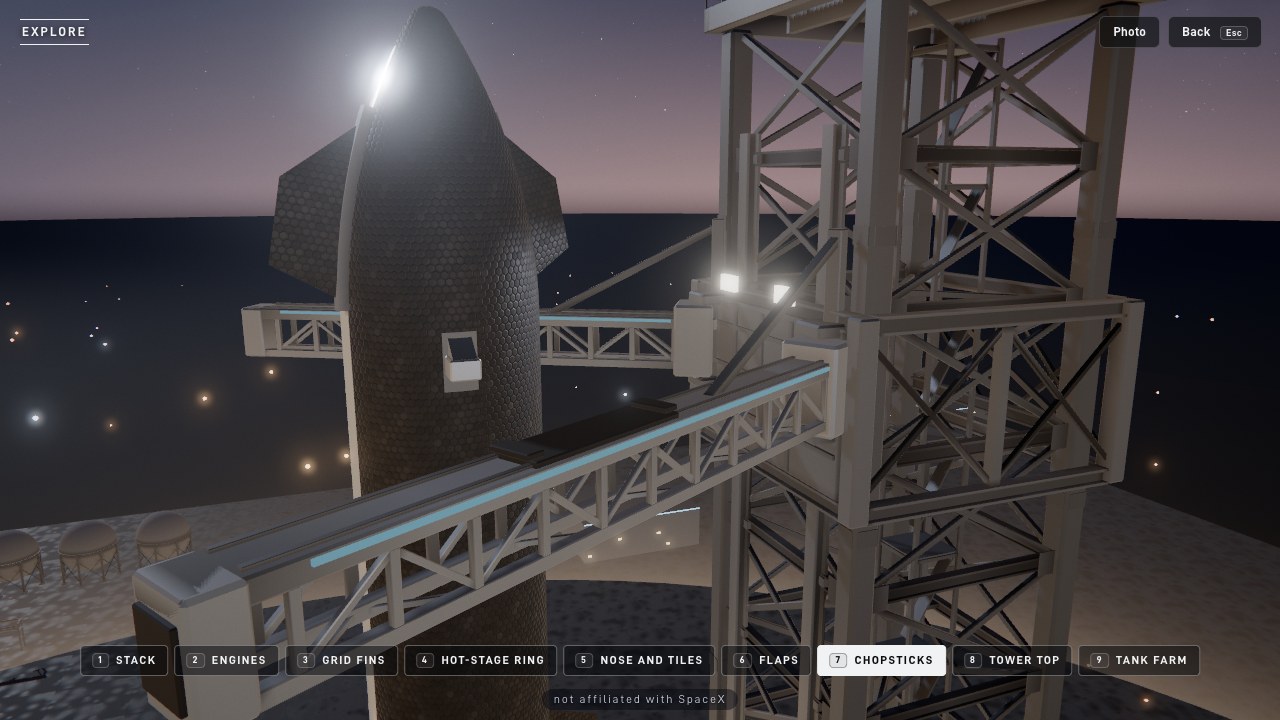 EXPLORE
Photo
Back Esc
1 STACK
2 ENGINES
3 GRID FINS
4 HOT-STAGE RING
5 NOSE AND TILES
6 FLAPS
7 CHOPSTICKS
8 TOWER TOP
9 TANK FARM
not affiliated with SpaceX